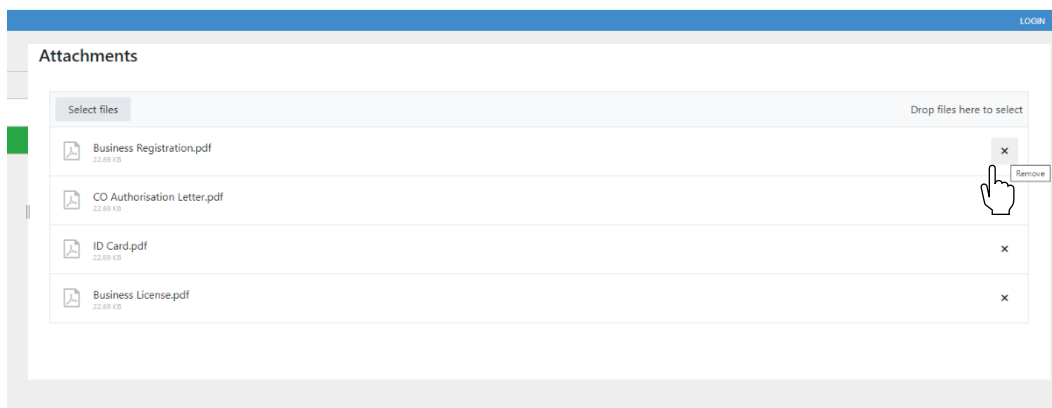 LOGIN
Attachments
Select files
Drop files here to select
Business Registration.pdf
22.69 KB
Remove
CO Authorisation Letter.pdf
22.69 KB
ID Card.pdf
22.69 KB
Business License.pdf
22.69 KB